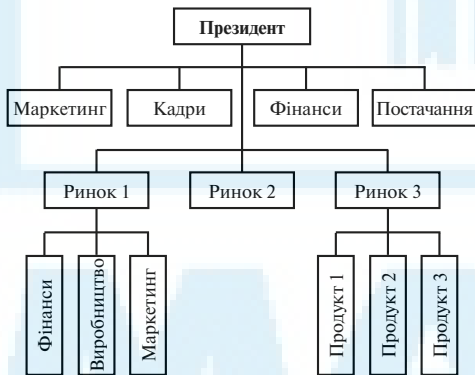 Президент
Маркетинг Кадри Фінанси Постачання
Ринок 1 Ринок 2 Ринок 3
Фінанси
Виробництво
Маркетинг
Продукт 1
Продукт 2
Продукт 3